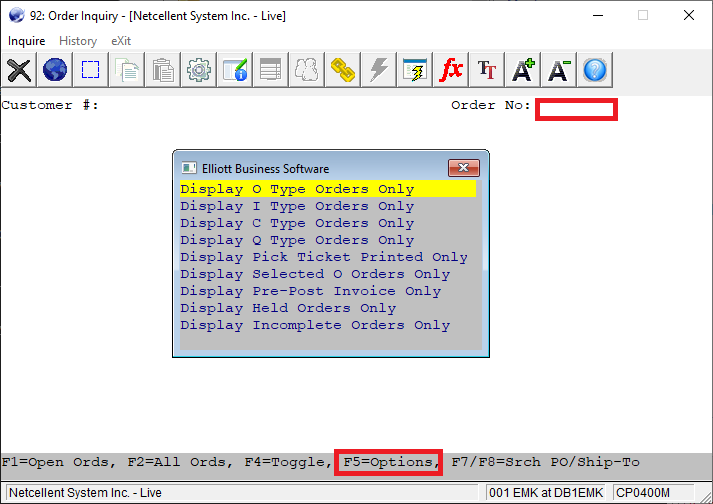 92: Order Inquiry - [Netcellent System Inc. - Live]
Inquire History eXit
fx TT A+ A- ?
Customer #: Order No:
Elliott Business Software
Display O Type Orders Only
Display I Type Orders Only
Display C Type Orders Only
Display Q Type Orders Only
Display Pick Ticket Printed Only
Display Selected O Orders Only
Display Pre-Post Invoice Only
Display Held Orders Only
Display Incomplete Orders Only
F1=Open Ords, F2=All Ords, F4=Toggle, F5=Options, F7/F8=Srch PO/Ship-To
Netcellent System Inc. - Live 001 EMK at DB1EMK CP0400M